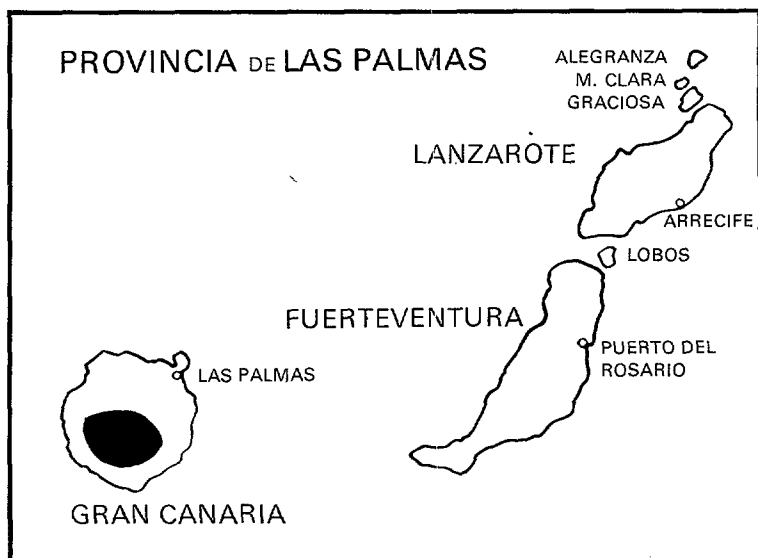 PROVINCIA DE LAS PALMAS
ALEGRANZA
M. CLARA
GRACIOSA
LANZAROTE
ARRECIFE
LOBOS
FUERTEVENTURA
PUERTO DEL
ROSARIO
LAS PALMAS
GRAN CANARIA